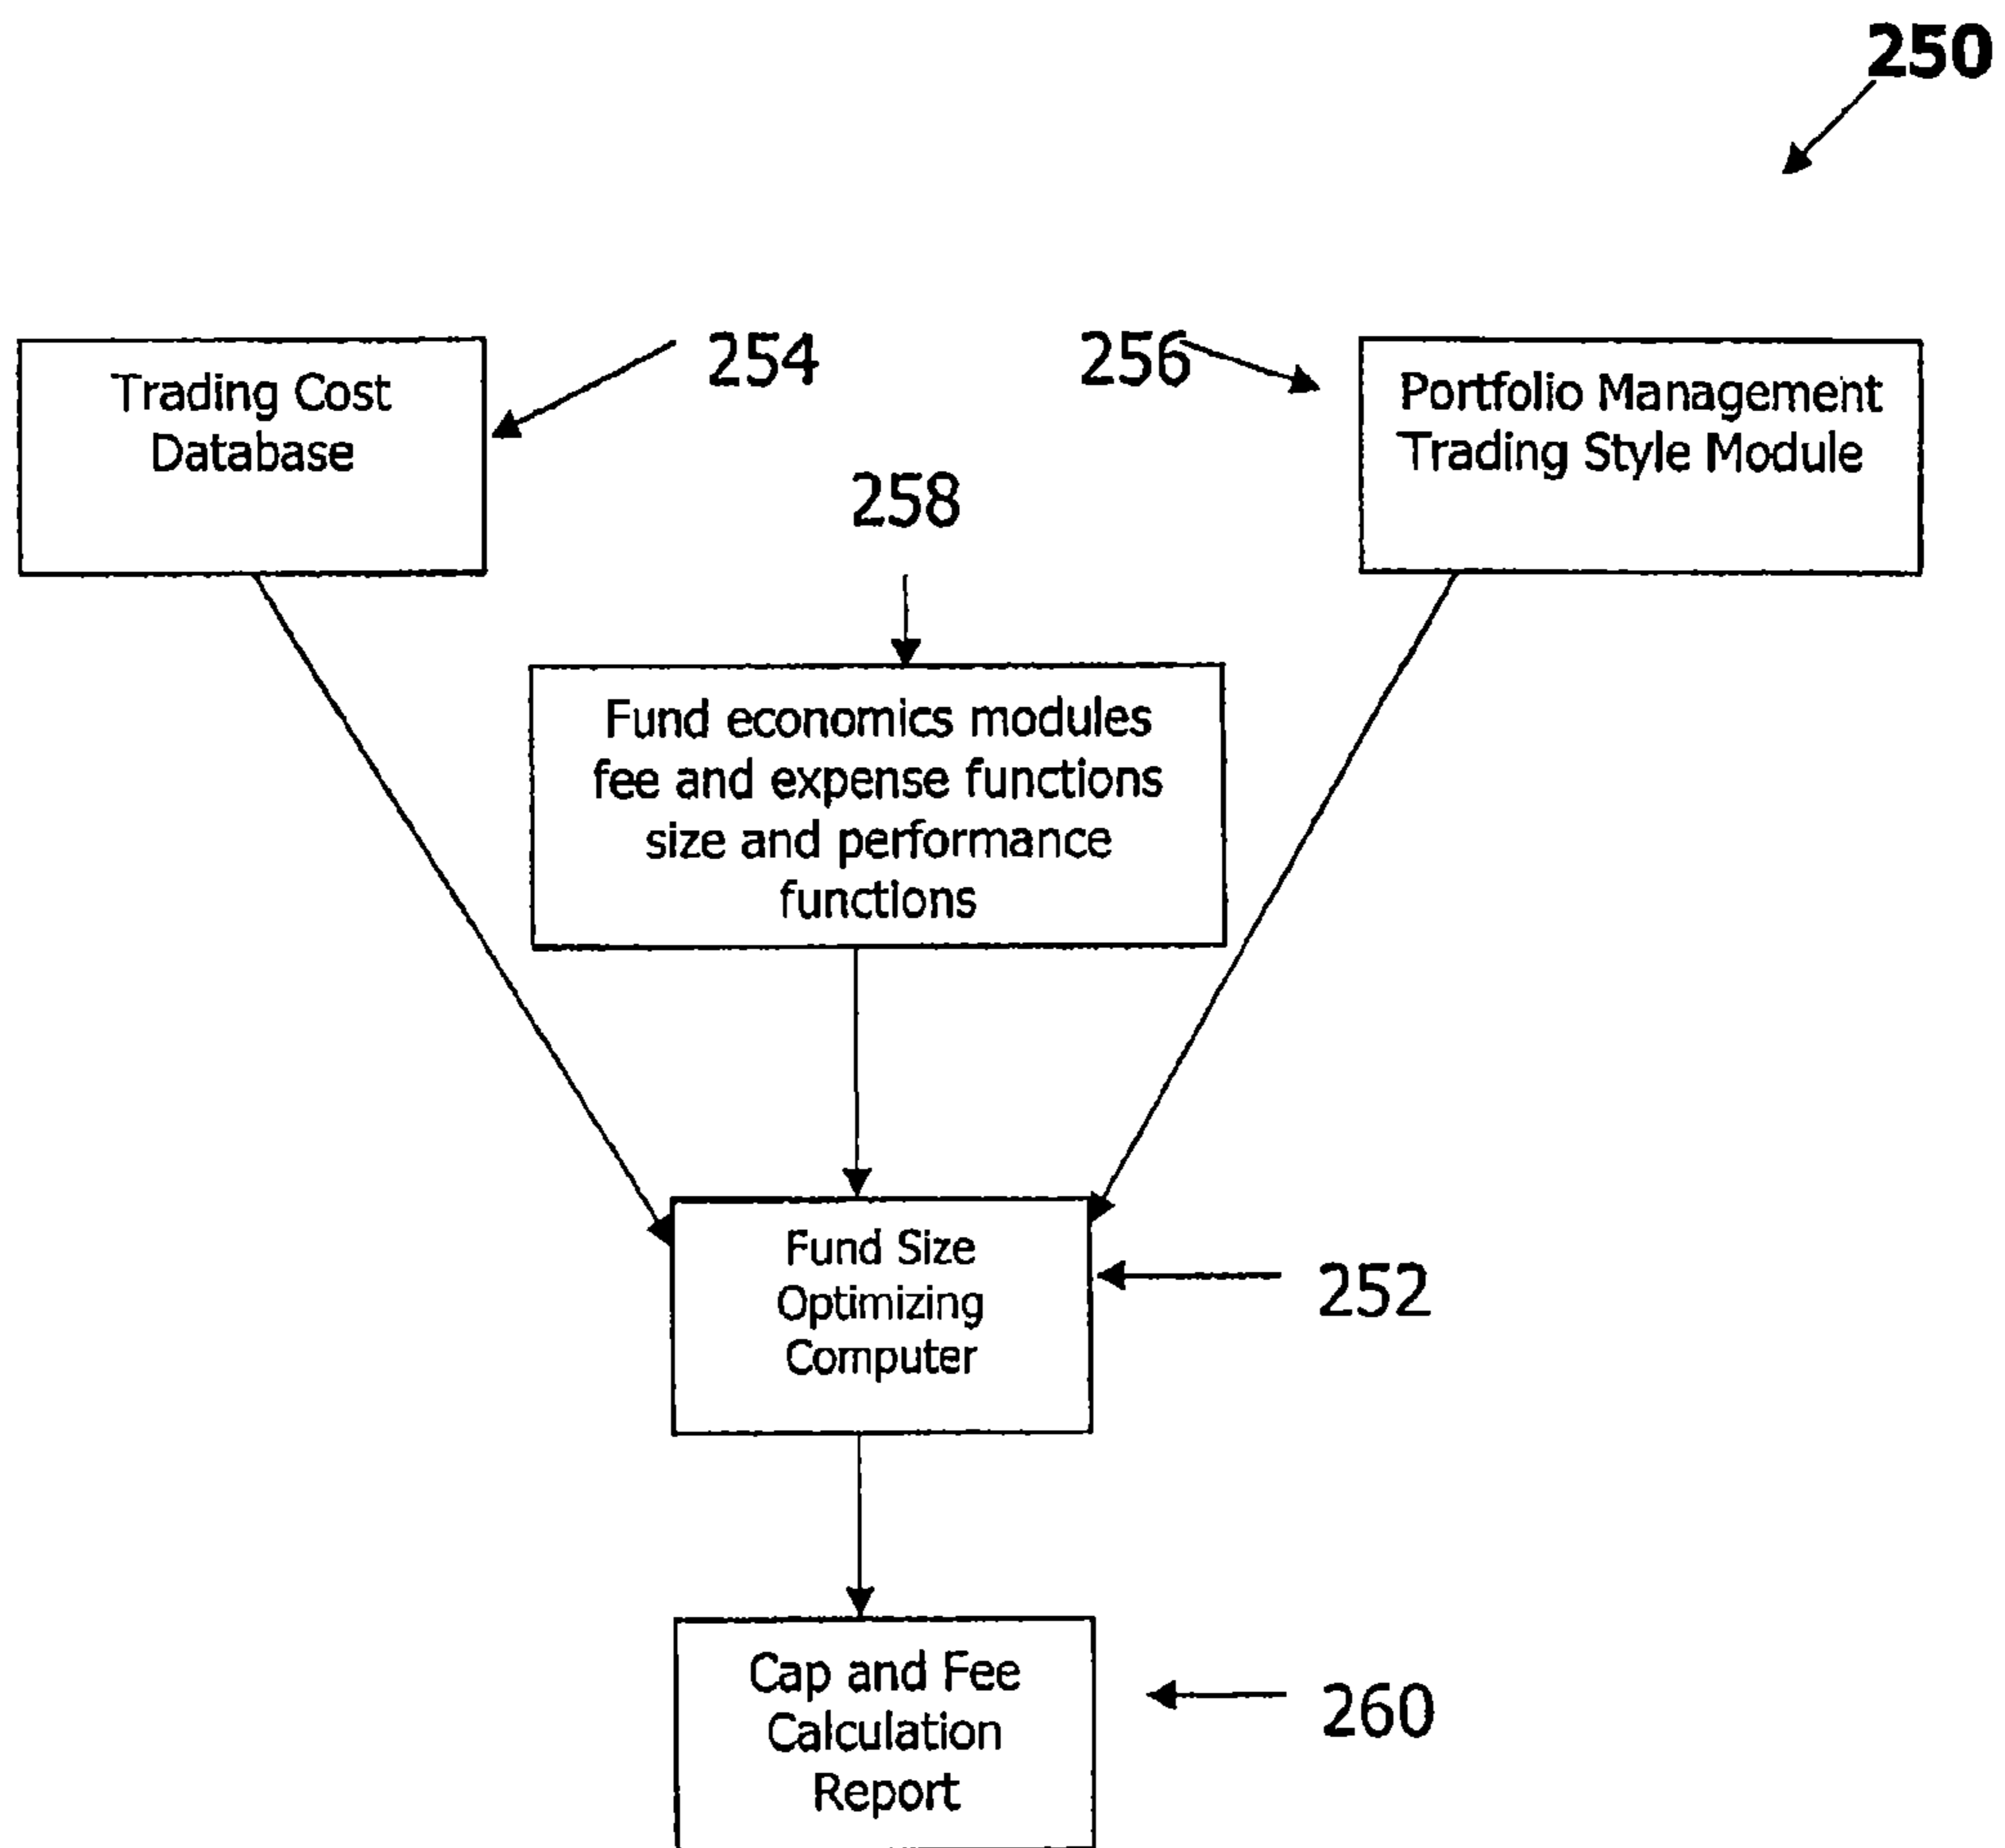 250
254
256
Trading Cost
Database
Portfolio Management
Trading Style Module
258
Fund economics modules
fee and expense functions
size and performance
functions
Fund Size
Optimizing
Computer
252
Cap and Fee
Calculation
Report
260